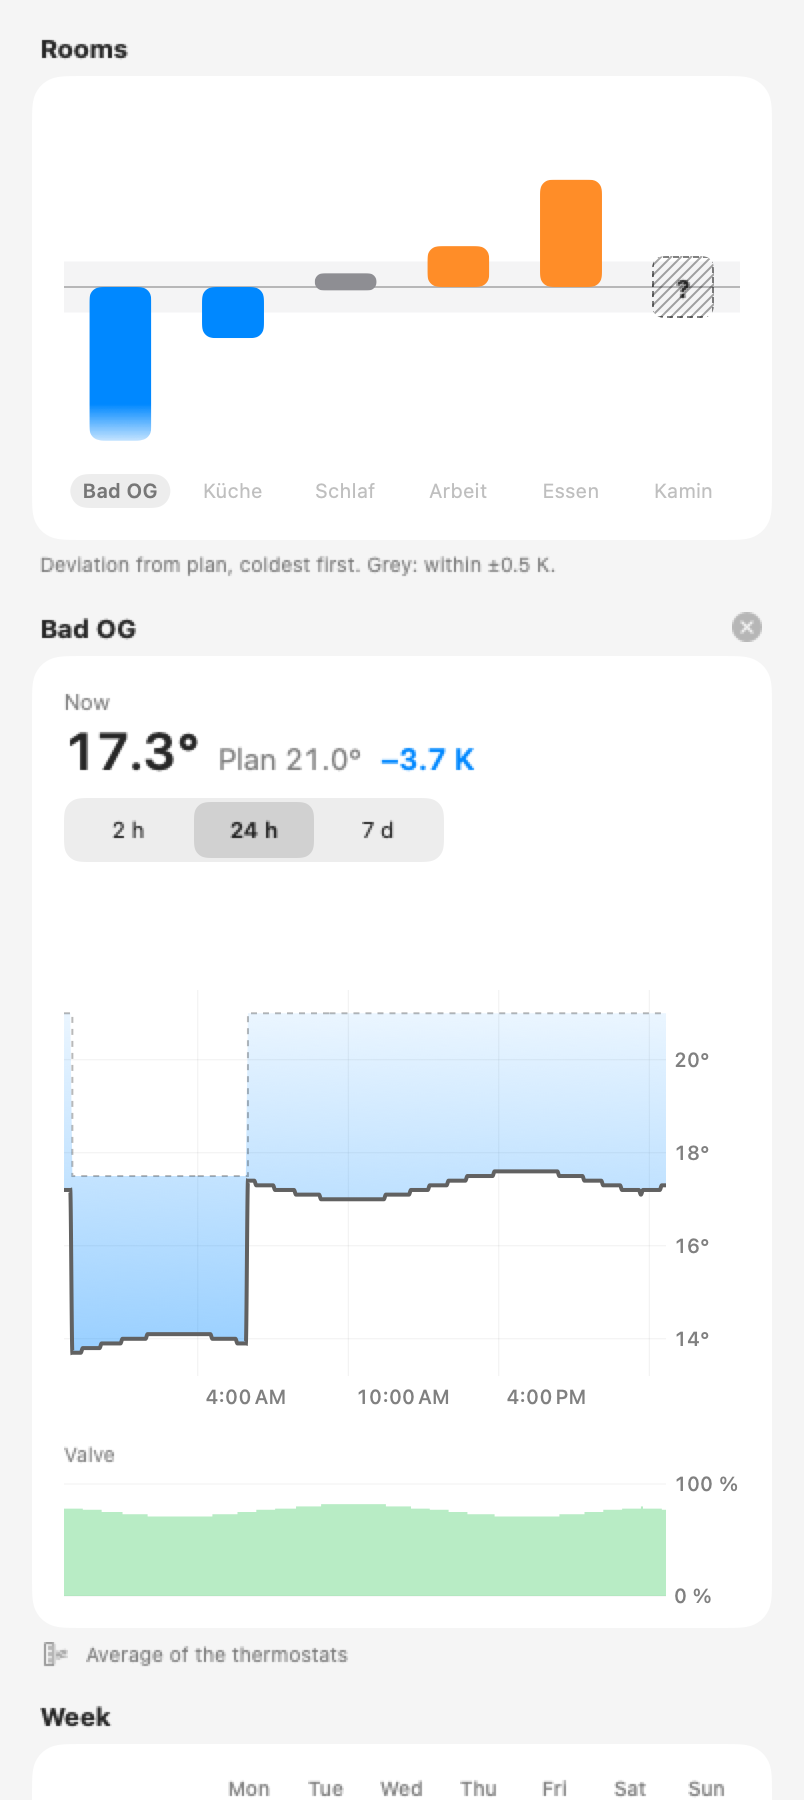 Rooms
?
Bad OG Küche Schlaf Arbeit Essen Kamin
Deviation from plan, coldest first. Grey: within ±0.5 K.
Bad OG
Now
17.3° Plan 21.0° −3.7 K
2 h 24 h 7 d
20°
18°
16°
14°
4:00 AM 10:00 AM 4:00 PM
Valve
100 %
0 %
Average of the thermostats
Week
Mon Tue Wed Thu Fri Sat Sun